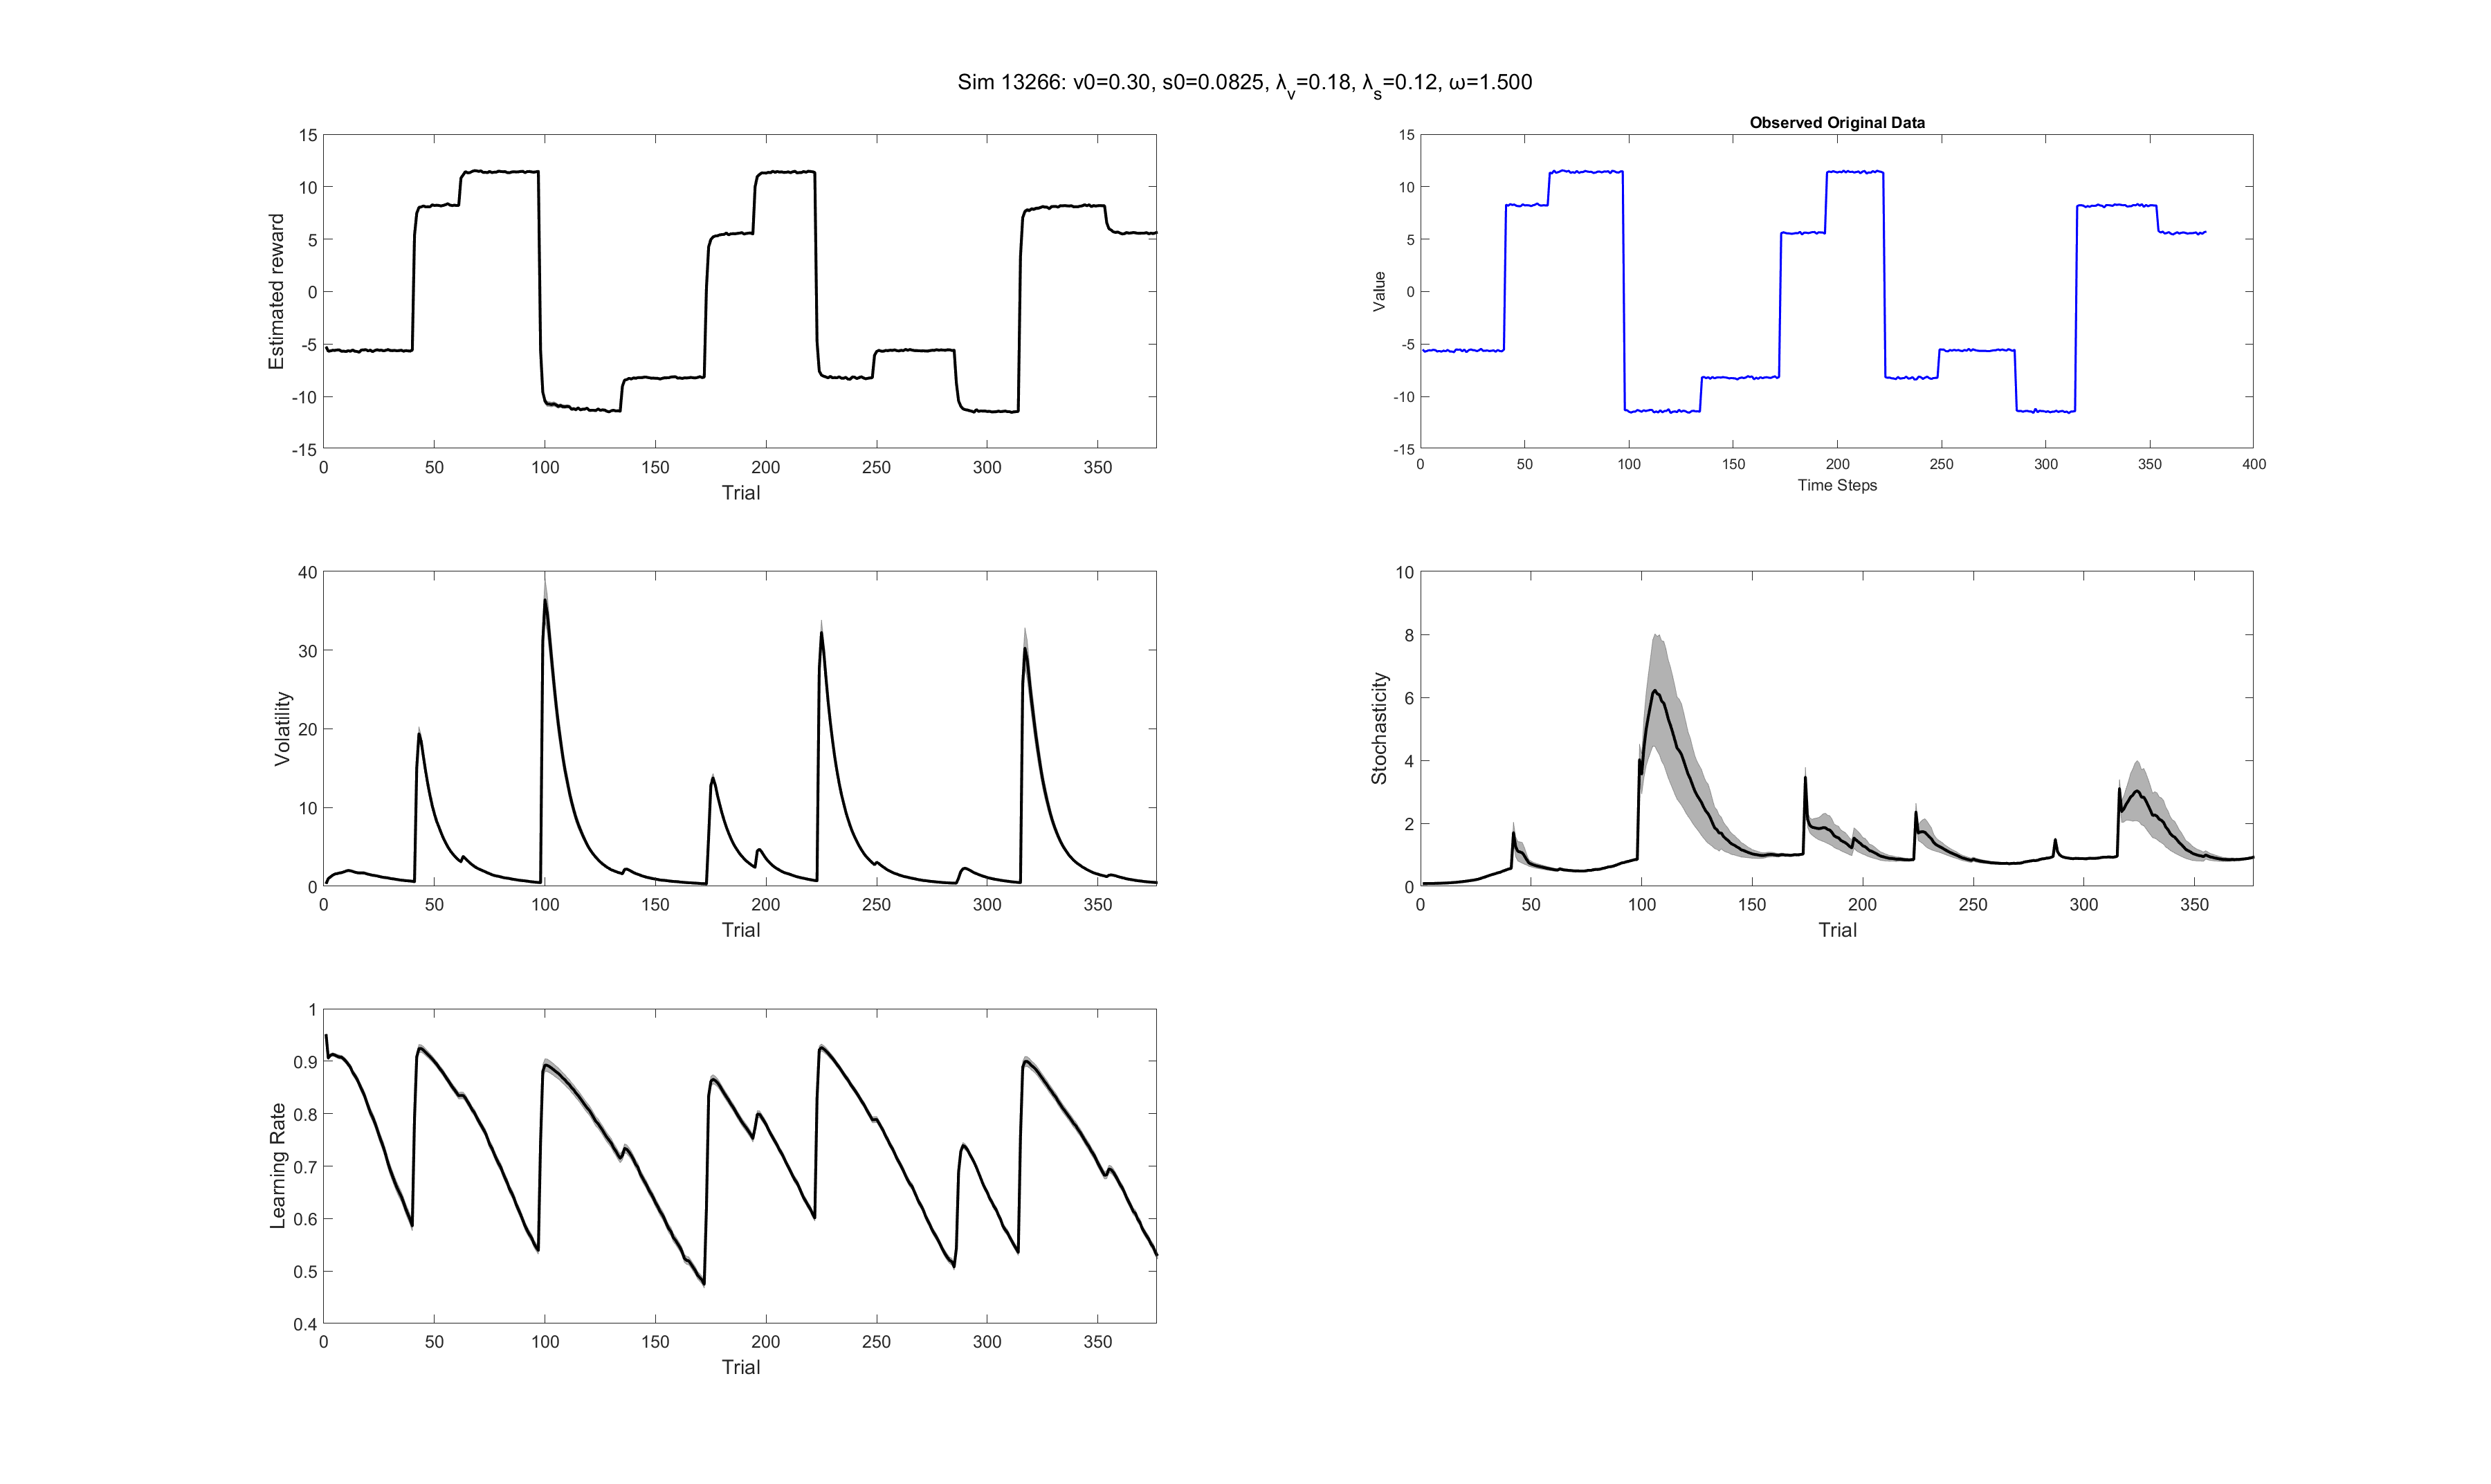 Sim 13266: v0=0.30, s0=0.0825, λv=0.18, λs=0.12, ω=1.500
15
10
5
0
-5
-10
-15
Estimated reward
0 50 100 150 200 250 300 350
Trial
Observed Original Data
15
10
5
0
-5
-10
-15
Value
0 50 100 150 200 250 300 350 400
Time Steps
40
30
20
10
0
Volatility
0 50 100 150 200 250 300 350
Trial
10
8
6
4
2
0
Stochasticity
0 50 100 150 200 250 300 350
Trial
1
0.9
0.8
0.7
0.6
0.5
0.4
Learning Rate
0 50 100 150 200 250 300 350
Trial